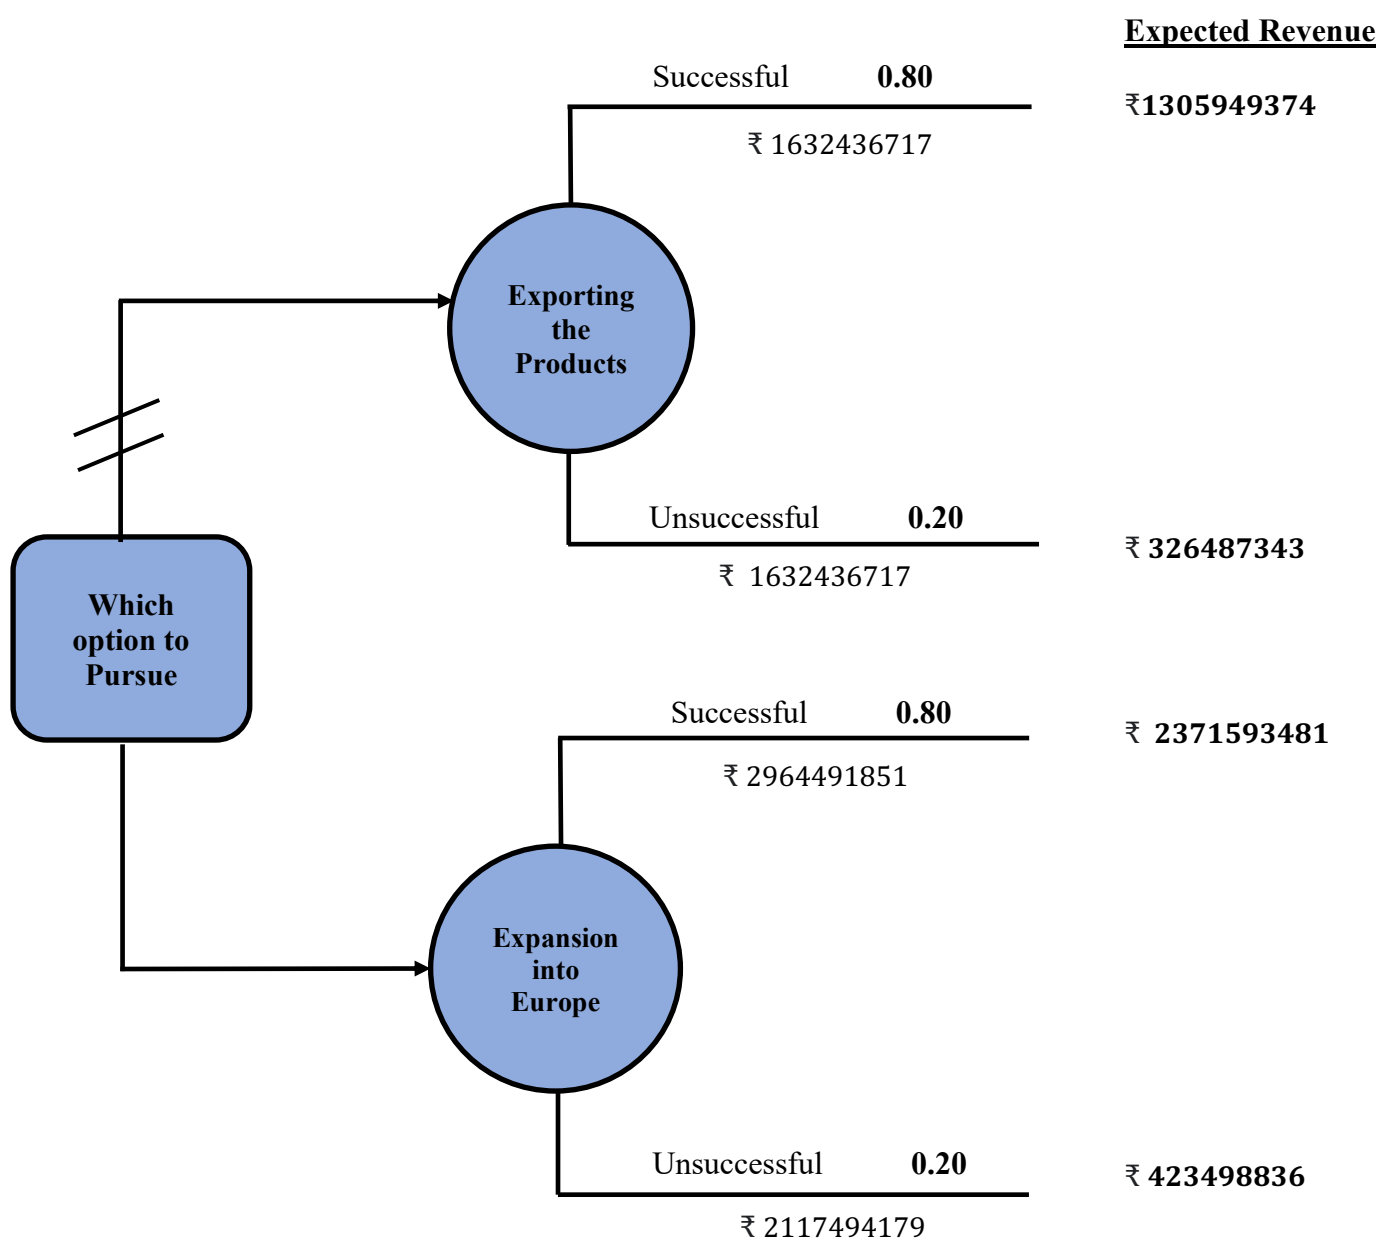 Expected Revenue
Successful 0.80
₹1305949374
₹ 1632436717
Exporting
the
Products
Unsuccessful 0.20
₹ 326487343
₹ 1632436717
Which
option to
Pursue
Successful 0.80
₹ 2371593481
₹ 2964491851
Expansion
into
Europe
Unsuccessful 0.20
₹ 423498836
₹ 2117494179